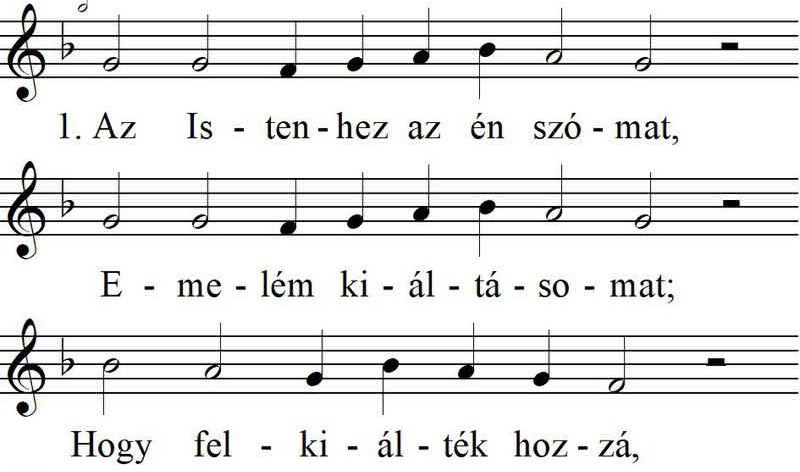 1. Az Is - ten - hez az én szó - mat,
E - me - lém ki - ál - tá - so - mat;
Hogy fel - ki - ál - ték hoz - zá,